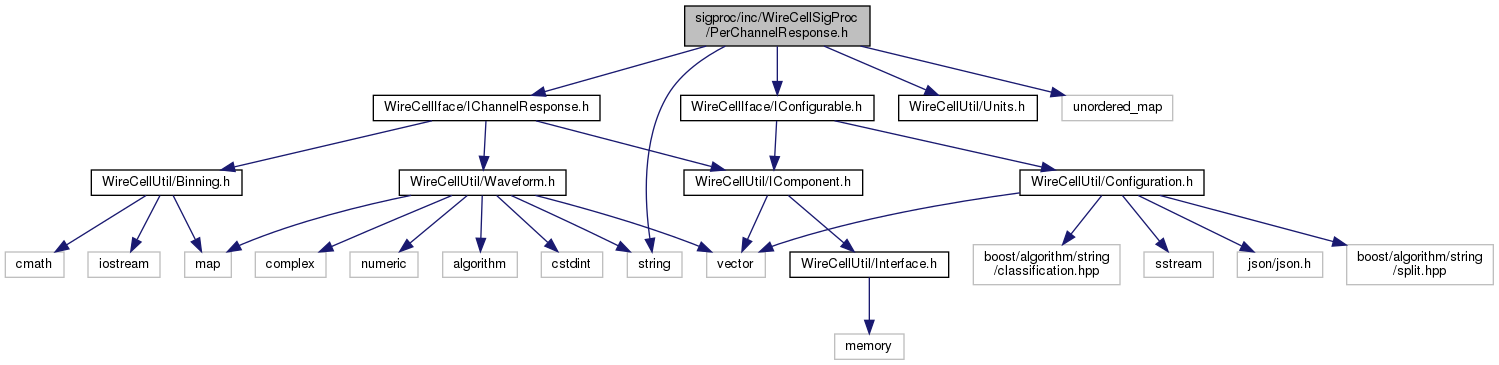 sigproc/inc/WireCellSigProc
/PerChannelResponse.h
WireCellIface/IChannelResponse.h
WireCellIface/IConfigurable.h
WireCellUtil/Units.h
unordered_map
WireCellUtil/Binning.h
WireCellUtil/Waveform.h
WireCellUtil/IComponent.h
WireCellUtil/Configuration.h
cmath
iostream
map
complex
numeric
algorithm
cstdint
string
vector
WireCellUtil/Interface.h
boost/algorithm/string
/classification.hpp
sstream
json/json.h
boost/algorithm/string
/split.hpp
memory